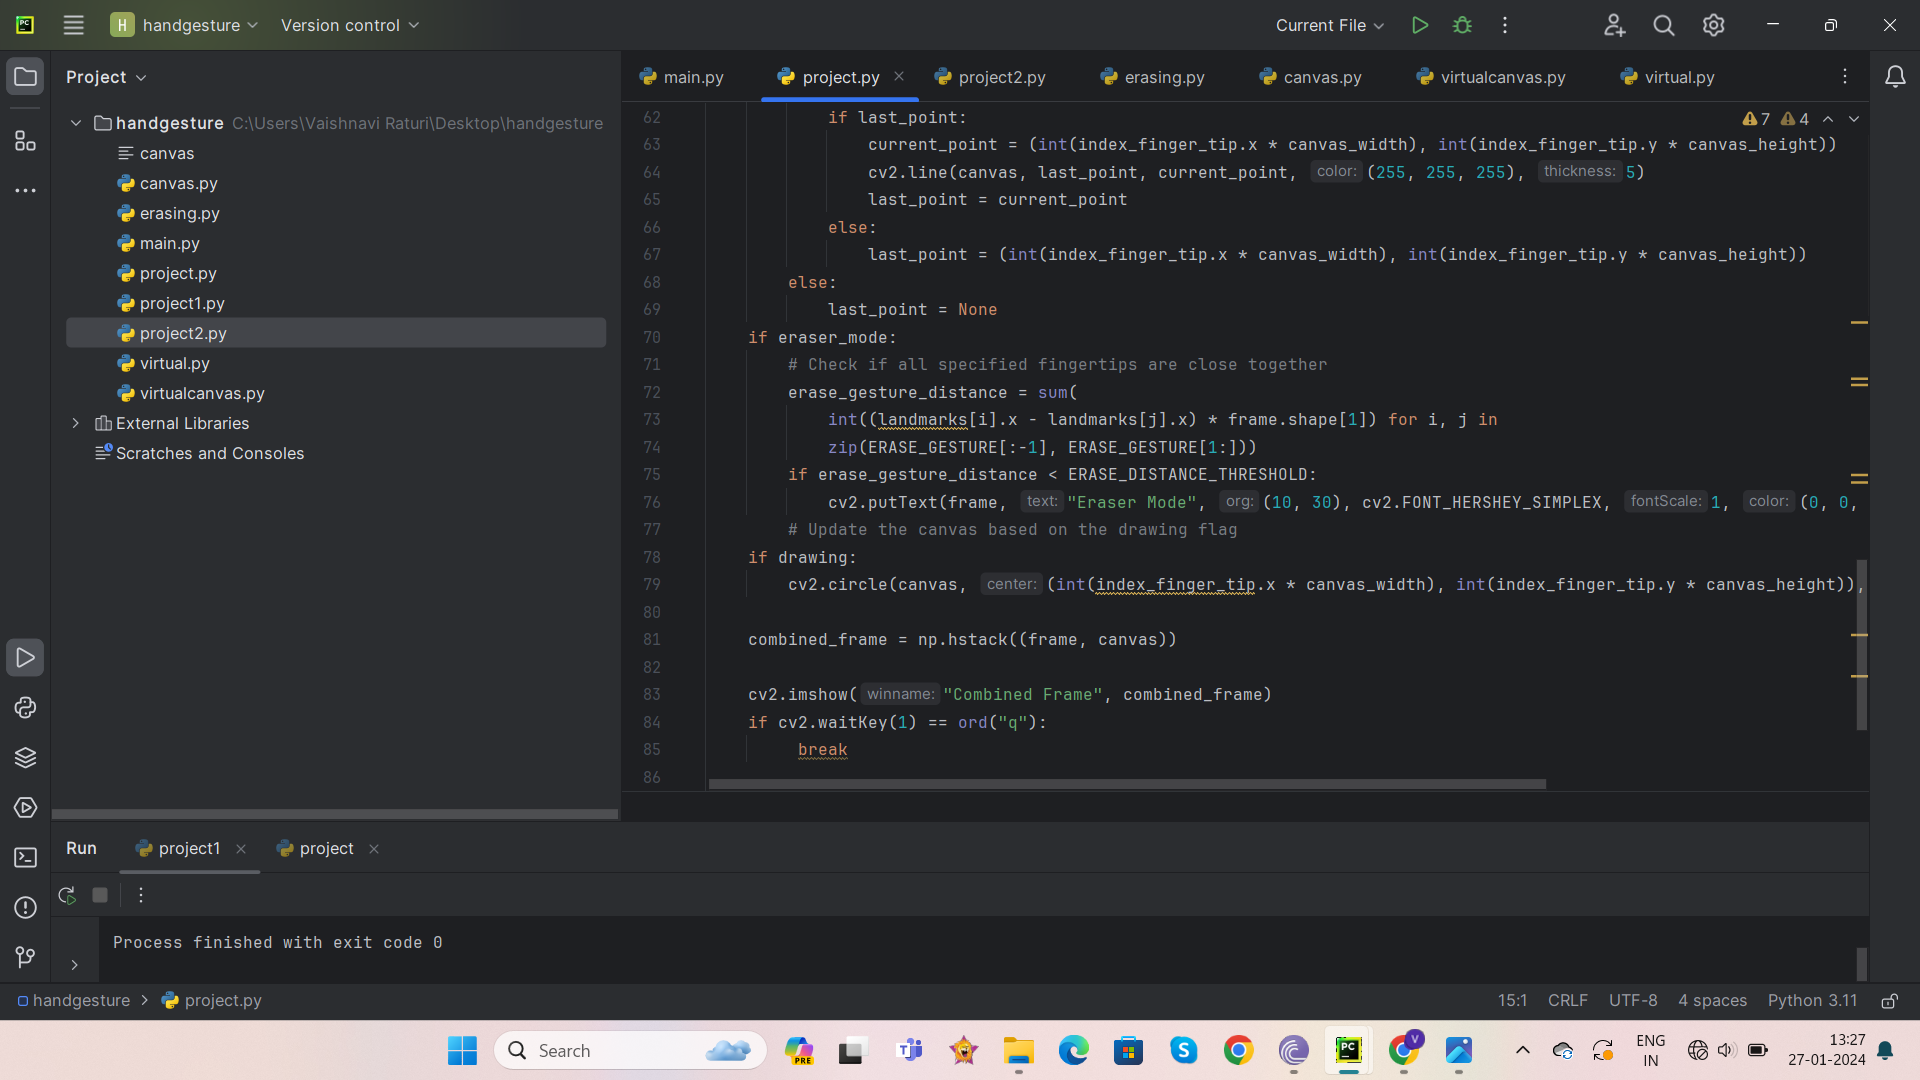 PC
H handgesture Version control Current File
Project
handgesture C:\Users\Vaishnavi Raturi\Desktop\handgesture
canvas
canvas.py
erasing.py
main.py
project.py
project1.py
project2.py
virtual.py
virtualcanvas.py
External Libraries
Scratches and Consoles
main.py project.py project2.py erasing.py canvas.py virtualcanvas.py virtual.py
7 4
62 if last_point:
63 current_point = (int(index_finger_tip.x * canvas_width), int(index_finger_tip.y * canvas_height))
64 cv2.line(canvas, last_point, current_point, color: (255, 255, 255), thickness: 5)
65 last_point = current_point
66 else:
67 last_point = (int(index_finger_tip.x * canvas_width), int(index_finger_tip.y * canvas_height))
68 else:
69 last_point = None
70 if eraser_mode:
71 # Check if all specified fingertips are close together
72 erase_gesture_distance = sum(
73 int((landmarks[i].x - landmarks[j].x) * frame.shape[1]) for i, j in
74 zip(ERASE_GESTURE[:-1], ERASE_GESTURE[1:]))
75 if erase_gesture_distance < ERASE_DISTANCE_THRESHOLD:
76 cv2.putText(frame, text: "Eraser Mode", org: (10, 30), cv2.FONT_HERSHEY_SIMPLEX, fontScale: 1, color: (0, 0,
77 # Update the canvas based on the drawing flag
78 if drawing:
79 cv2.circle(canvas, center: (int(index_finger_tip.x * canvas_width), int(index_finger_tip.y * canvas_height)),
80
81 combined_frame = np.hstack((frame, canvas))
82
83 cv2.imshow( winname: "Combined Frame", combined_frame)
84 if cv2.waitKey(1) == ord("q"):
85 break
86
Run project1 project
Process finished with exit code 0
handgesture project.py 15:1 CRLF UTF-8 4 spaces Python 3.11
Search PRE PC V ENG IN 13:27 27-01-2024